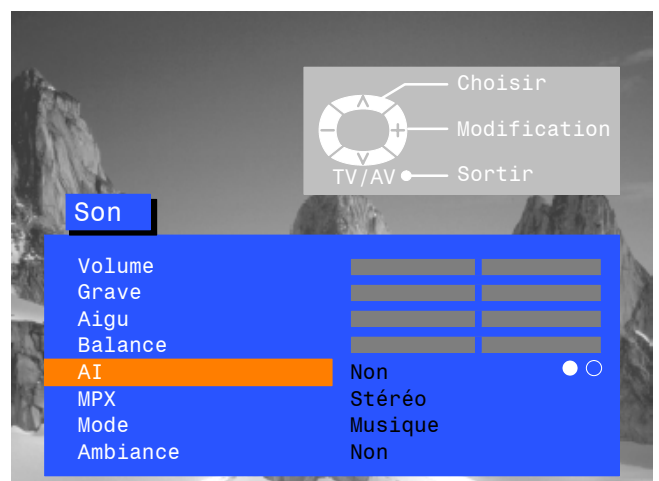 Choisir
Modification
TV/AV Sortir
Son
Volume
Grave
Aigu
Balance
AI Non
MPX Stéréo
Mode Musique
Ambiance Non